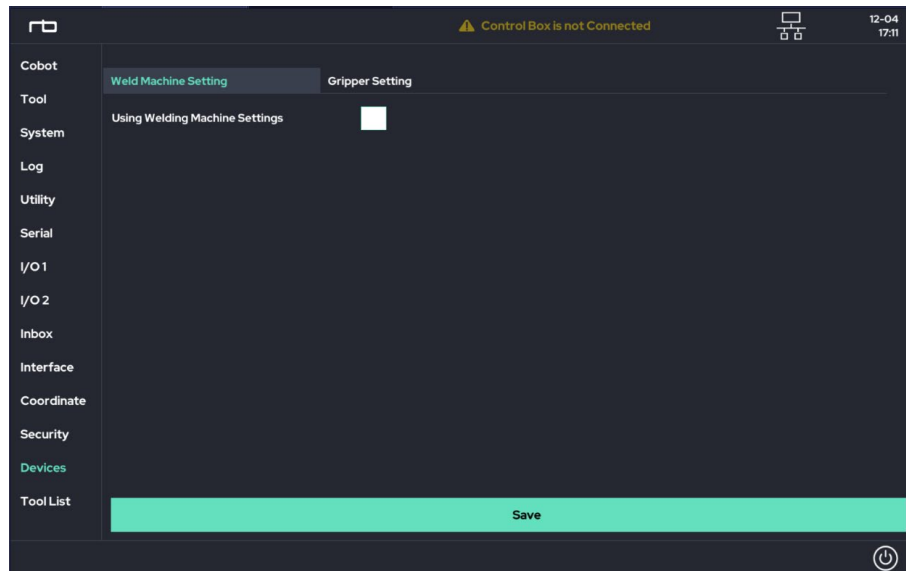 rb
Control Box is not Connected
12-04
17:11
Cobot
Tool
System
Log
Utility
Serial
I/O 1
I/O 2
Inbox
Interface
Coordinate
Security
Devices
Tool List
Weld Machine Setting
Gripper Setting
Using Welding Machine Settings
Save